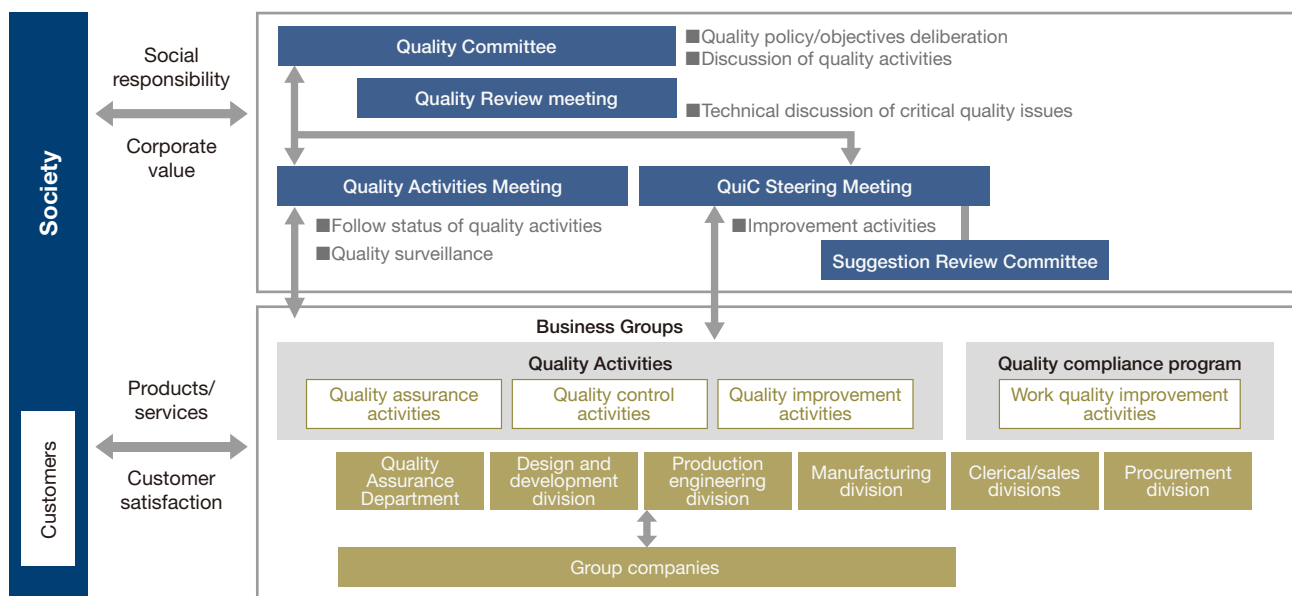 Society
Customers
Social
responsibility
Corporate
value
Products/
services
Customer
satisfaction
Quality Committee
■Quality policy/objectives deliberation
■Discussion of quality activities
Quality Review meeting
■Technical discussion of critical quality issues
Quality Activities Meeting
■Follow status of quality activities
■Quality surveillance
QuiC Steering Meeting
■Improvement activities
Suggestion Review Committee
Business Groups
Quality Activities
Quality assurance
activities
Quality control
activities
Quality improvement
activities
Quality compliance program
Work quality improvement
activities
Quality
Assurance
Department
Design and
development
division
Production
engineering
division
Manufacturing
division
Clerical/sales
divisions
Procurement
division
Group companies